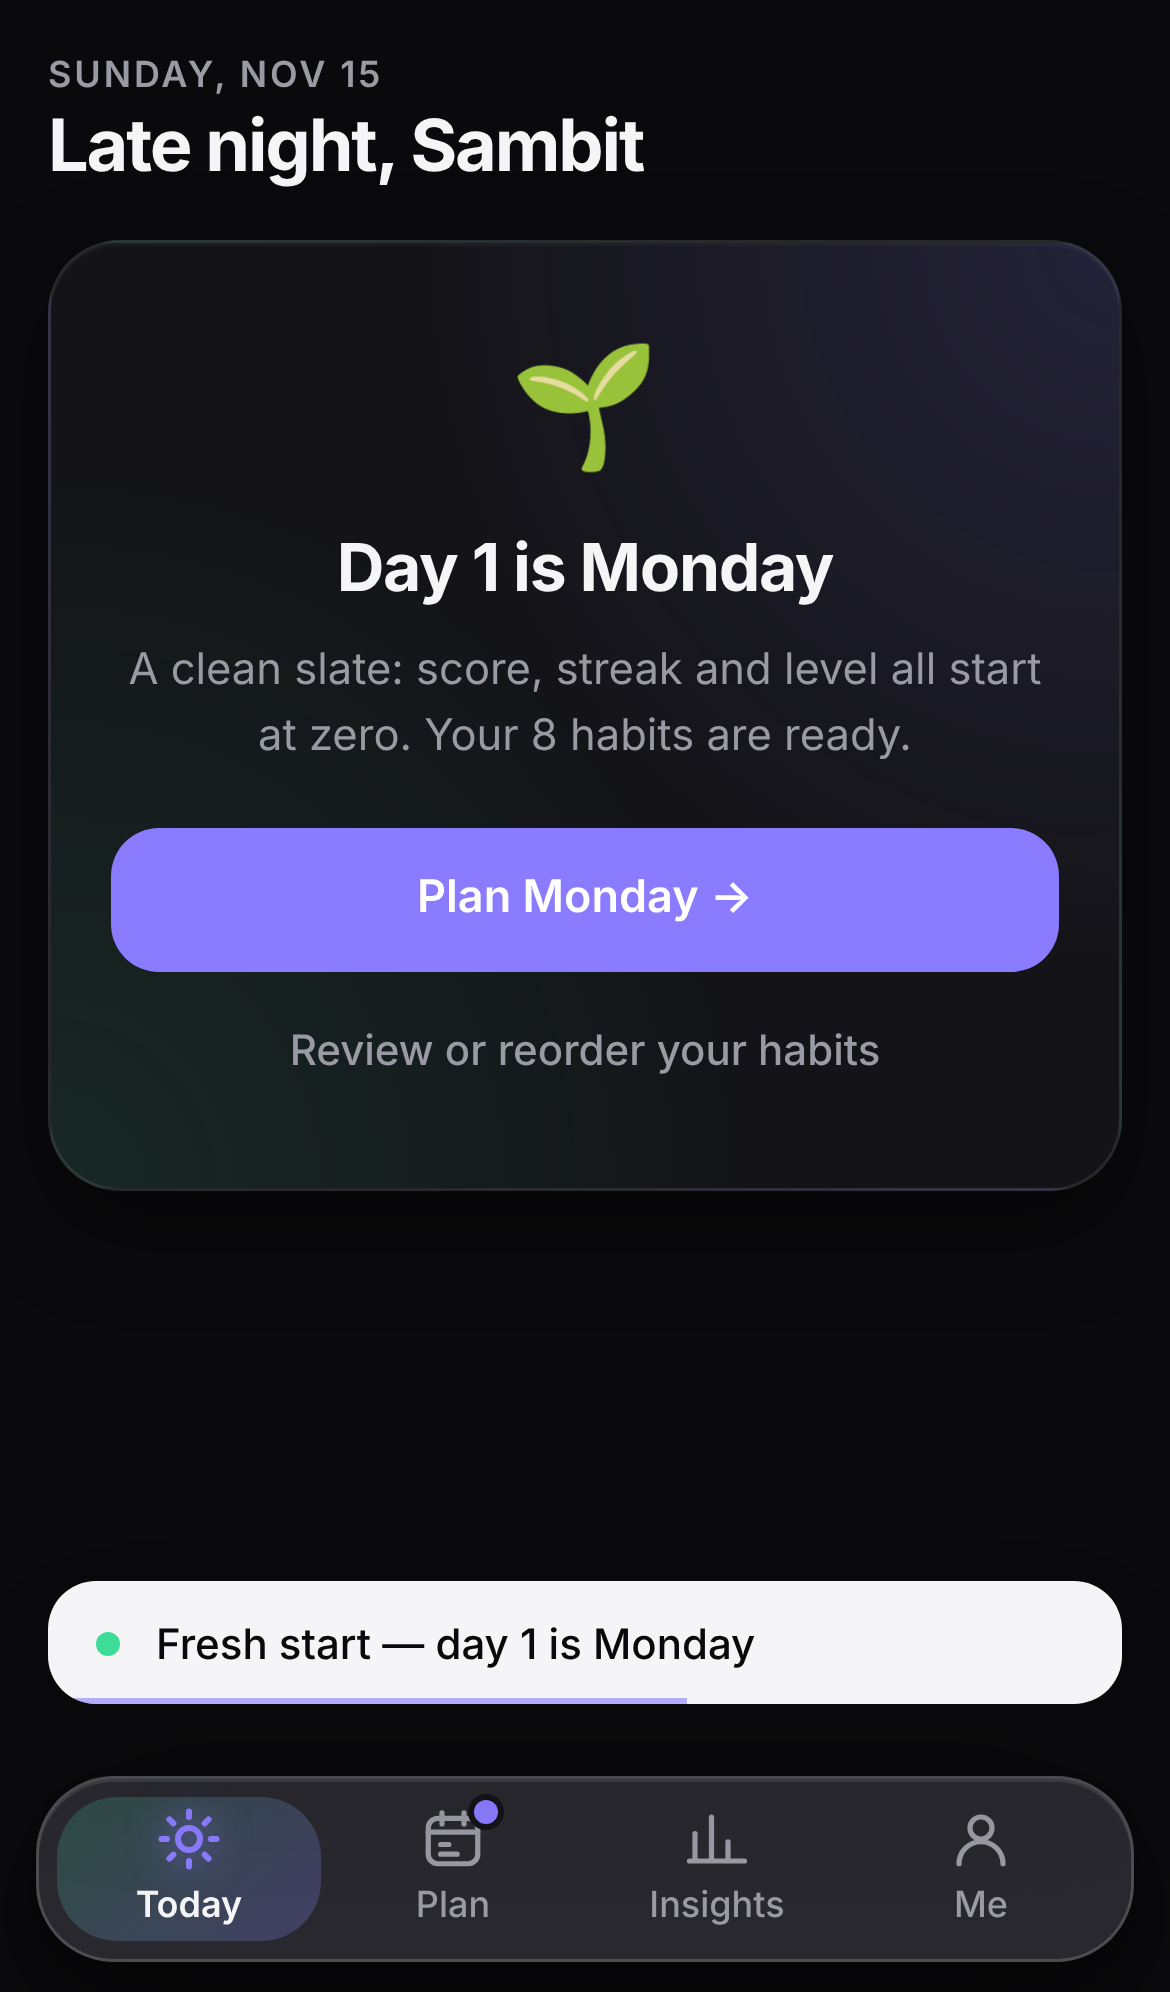 SUNDAY, NOV 15
Late night, Sambit
Day 1 is Monday
A clean slate: score, streak and level all start
at zero. Your 8 habits are ready.
Plan Monday →
Review or reorder your habits
Fresh start — day 1 is Monday
Today
Plan
Insights
Me